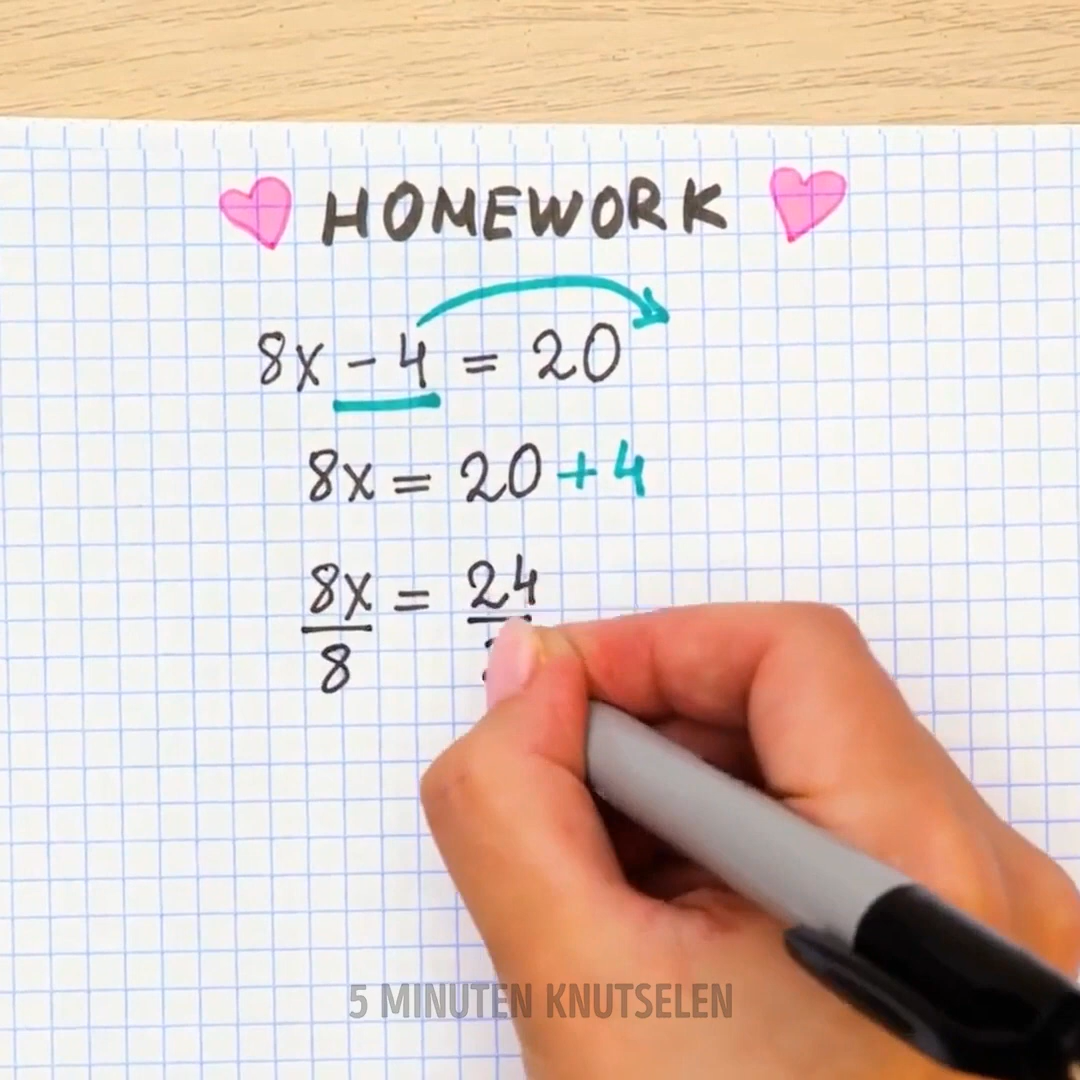 HOMEWORK
8x - 4 = 20
8x = 20 + 4
8x = 24
8
5 MINUTEN KNUTSELEN